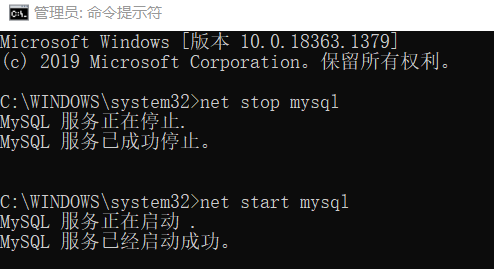 管理员: 命令提示符
Microsoft Windows [版本 10.0.18363.1379]
(c) 2019 Microsoft Corporation。保留所有权利。
C:\WINDOWS\system32>net stop mysql
MySQL 服务正在停止.
MySQL 服务已成功停止。
C:\WINDOWS\system32>net start mysql
MySQL 服务正在启动 .
MySQL 服务已经启动成功。